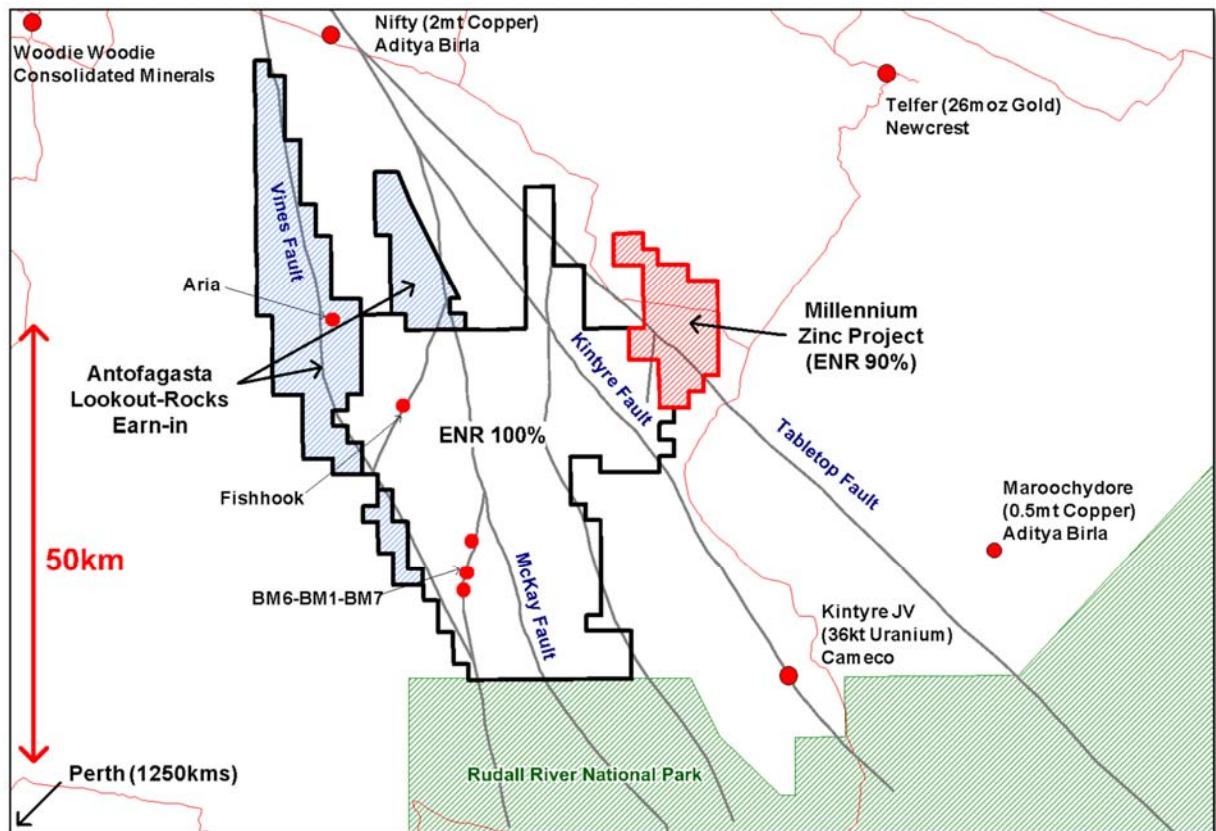 Nifty (2mt Copper)
Aditya Birla
Woodie Woodie
Consolidated Minerals
Telfer (26moz Gold)
Newcrest
Vines Fault
Aria
Millennium
Zinc Project
(ENR 90%)
Kintyre Fault
Antofagasta
Lookout-Rocks
Earn-in
ENR 100%
Tabletop Fault
Fishhook
Maroochydore
(0.5mt Copper)
Aditya Birla
50km
McKay Fault
BM6-BM1-BM7
Kintyre JV
(36kt Uranium)
Cameco
Perth (1250kms)
Rudall River National Park